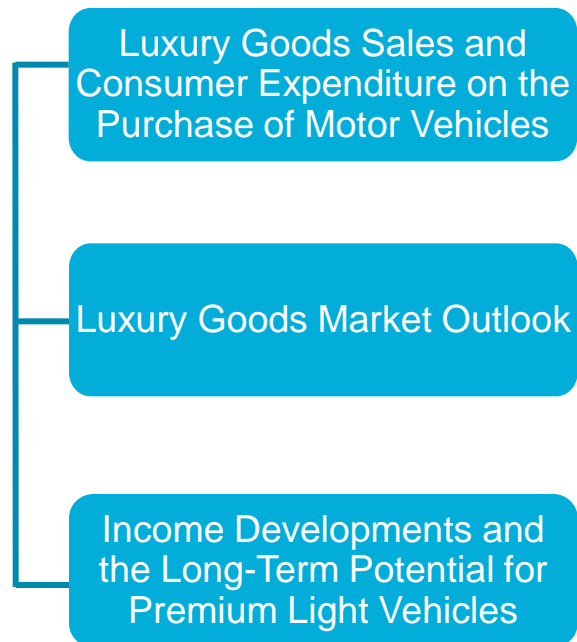 Luxury Goods Sales and
Consumer Expenditure on the
Purchase of Motor Vehicles
Luxury Goods Market Outlook
Income Developments and
the Long-Term Potential for
Premium Light Vehicles